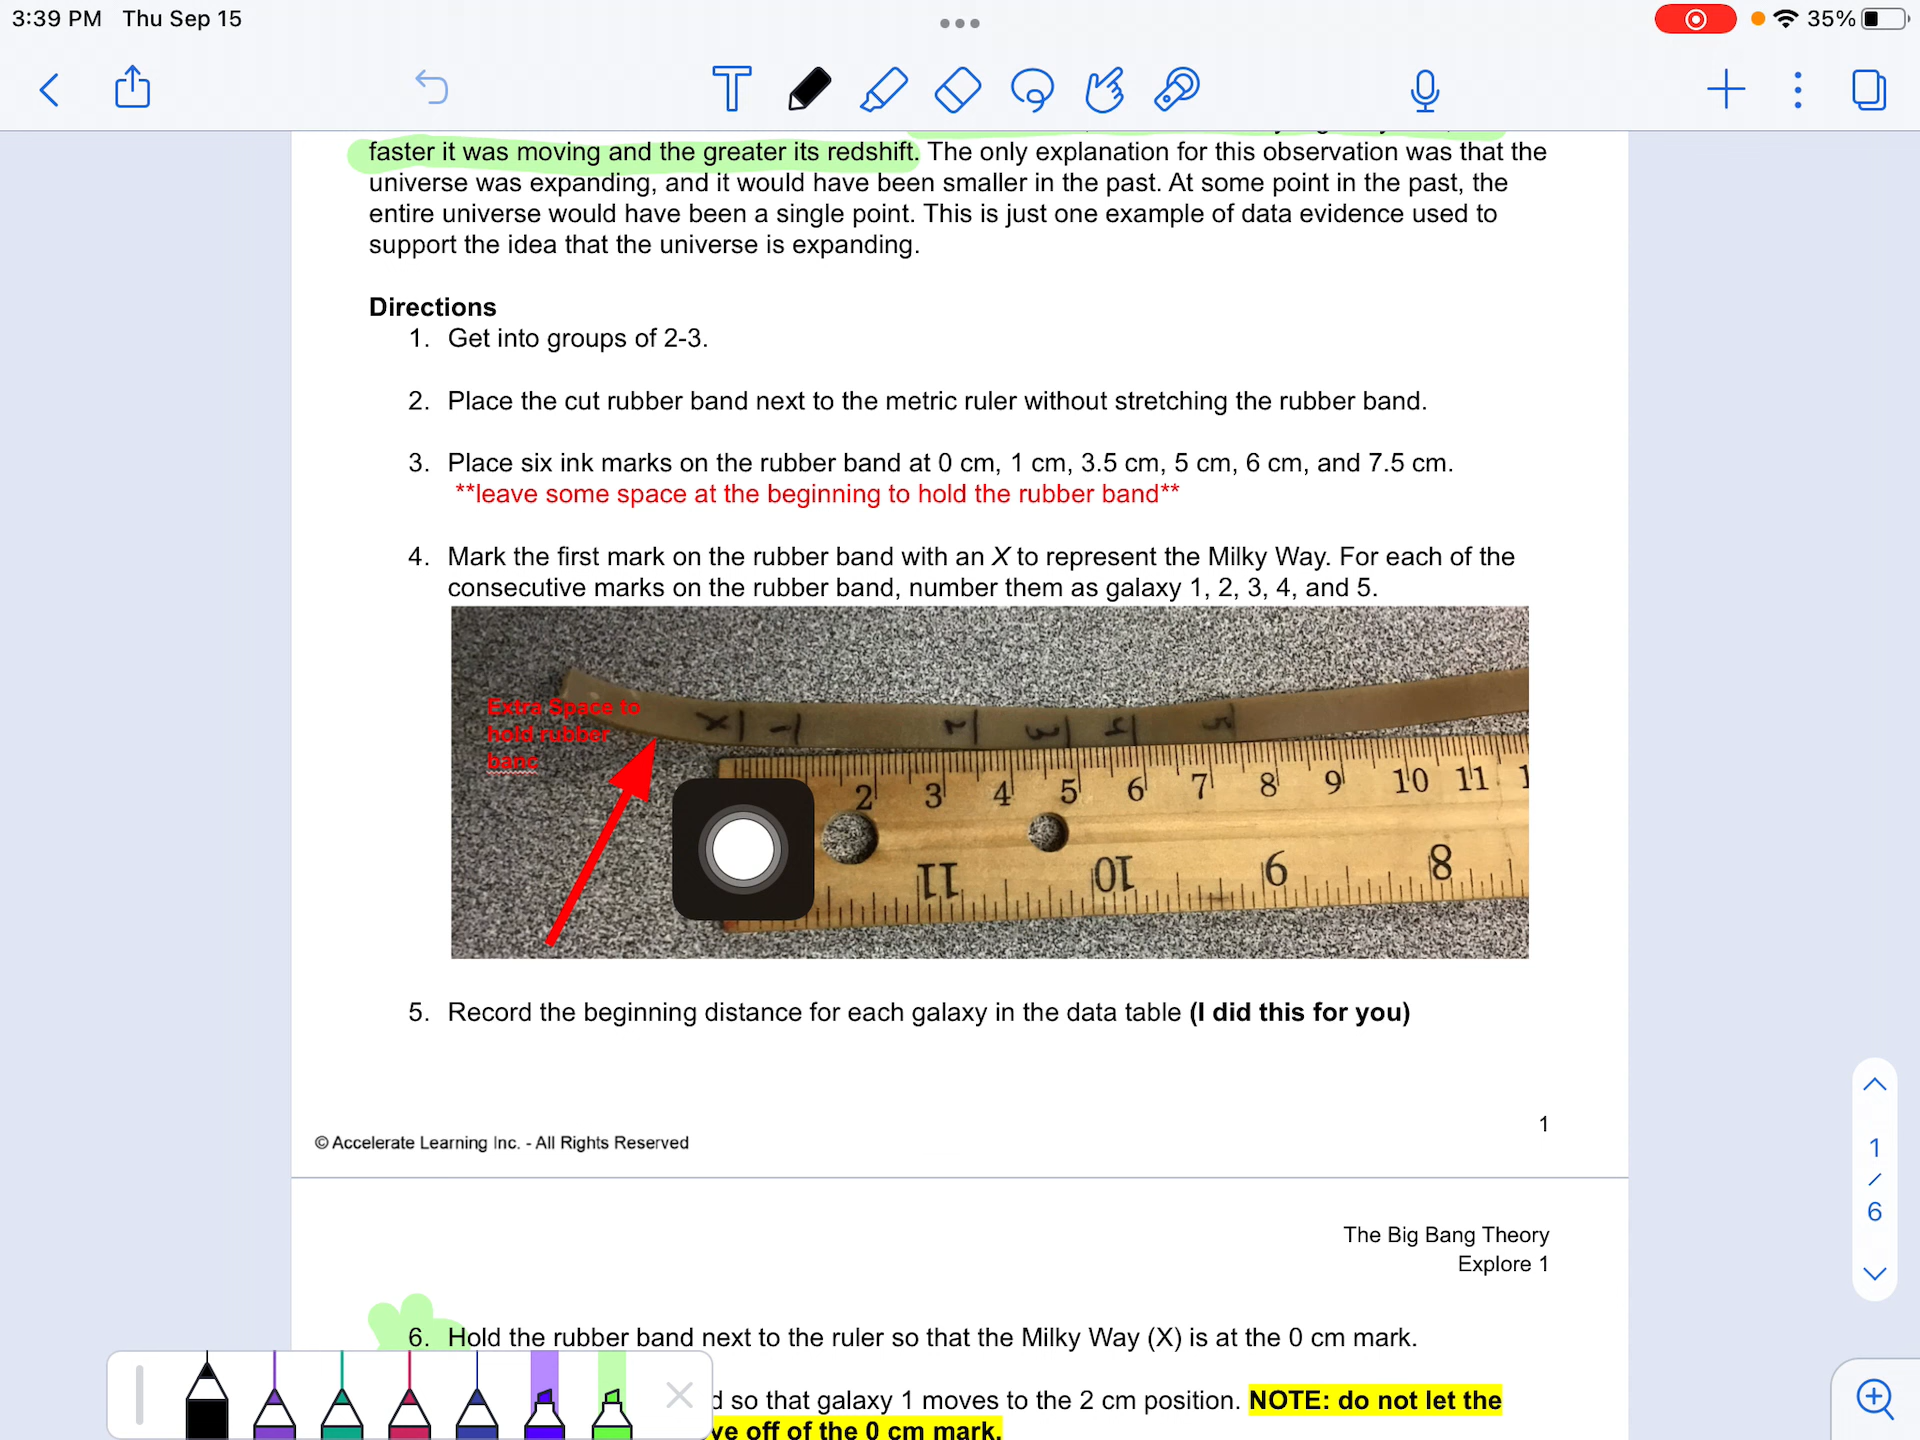 3:39 PM Thu Sep 15
35%
T
faster it was moving and the greater its redshift. The only explanation for this observation was that the
universe was expanding, and it would have been smaller in the past. At some point in the past, the
entire universe would have been a single point. This is just one example of data evidence used to
support the idea that the universe is expanding.
Directions
1. Get into groups of 2-3.
2. Place the cut rubber band next to the metric ruler without stretching the rubber band.
3. Place six ink marks on the rubber band at 0 cm, 1 cm, 3.5 cm, 5 cm, 6 cm, and 7.5 cm.
**leave some space at the beginning to hold the rubber band**
4. Mark the first mark on the rubber band with an X to represent the Milky Way. For each of the
consecutive marks on the rubber band, number them as galaxy 1, 2, 3, 4, and 5.
Extra Space to
hold rubber
banc
X 1 2 3 4 5
2 3 4 5 6 7 8 9 10 11 1
11 10 9 8
5. Record the beginning distance for each galaxy in the data table (I did this for you)
1
© Accelerate Learning Inc. - All Rights Reserved
1
/
6
The Big Bang Theory
Explore 1
6. Hold the rubber band next to the ruler so that the Milky Way (X) is at the 0 cm mark.
d so that galaxy 1 moves to the 2 cm position. NOTE: do not let the
ve off of the 0 cm mark.